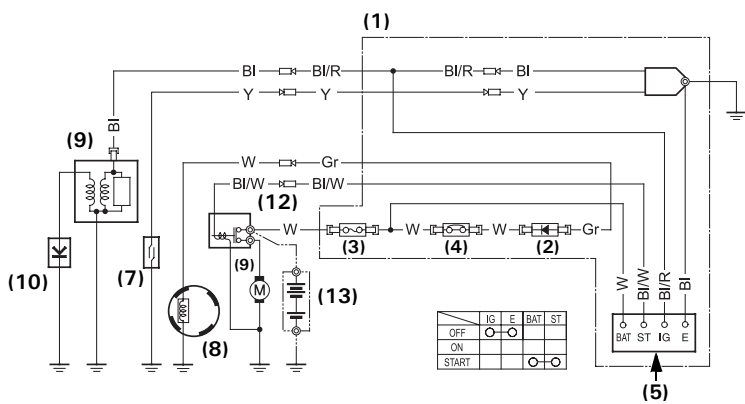 (1)
Bl Bl/R Bl/R Bl
Y Y Y
Bl
(9)
W Gr
Bl/W Bl/W
(12)
W W W Gr
(3) (4) (2)
(9)
(10) (7) (8) M (13)
W Bl/W Bl/R Bl
IG E BAT ST
OFF
ON
START
BAT ST IG E
(5)